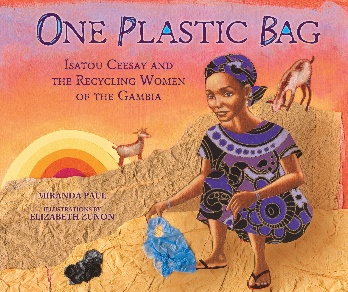 ONE PLASTIC BAG
ISATOU CEESAY AND
THE RECYCLING WOMEN
OF THE GAMBIA
MIRANDA PAUL
ILLUSTRATIONS BY
ELIZABETH ZUNON